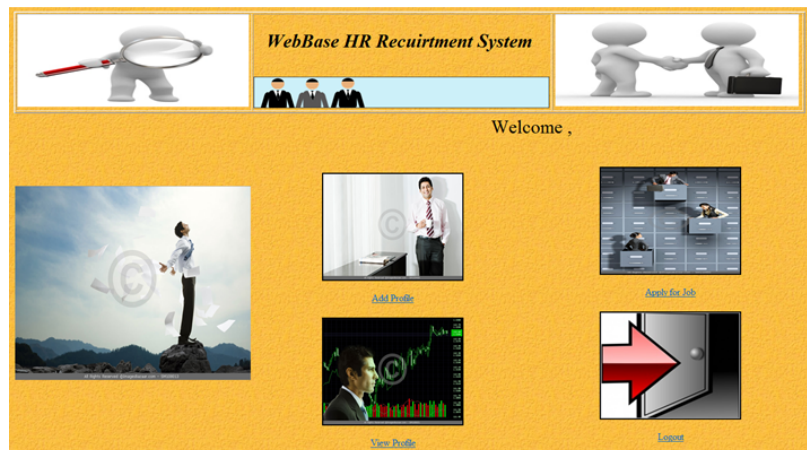 WebBase HR Recuirtment System
Welcome ,
Add Profile
Apply for Job
View Profile
Logout